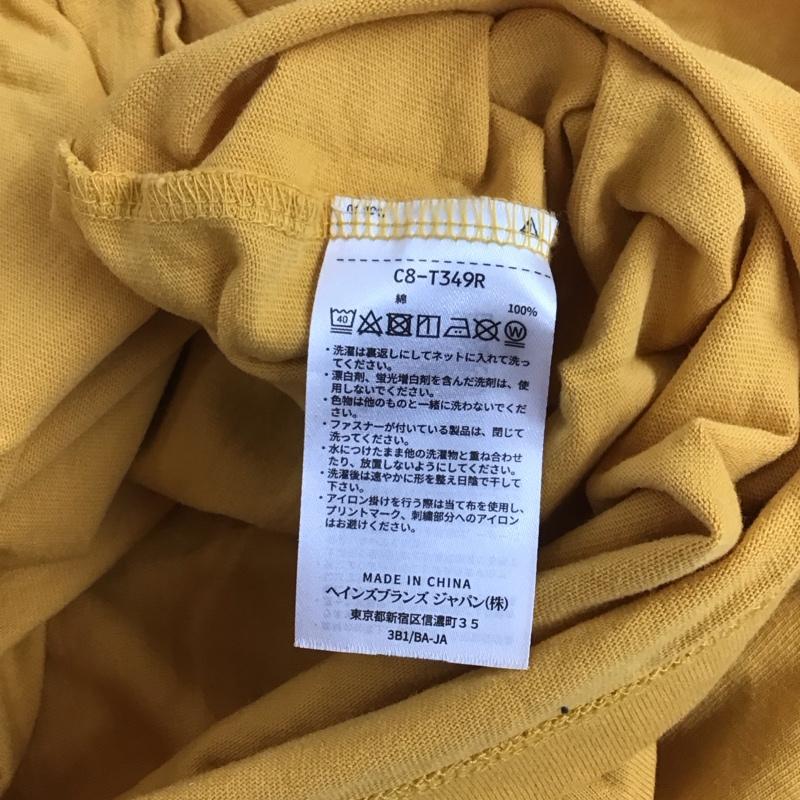 C8-T349R
綿 100%
40 W
・洗濯は裏返しにしてネットに入れて洗っ
てください。
・漂白剤、蛍光増白剤を含んだ洗剤は、使
用しないでください。
・色物は他のものと一緒に洗わないでくだ
さい。
・ファスナーが付いている製品は、閉じて
洗ってください。
・水につけたまま他の洗濯物と重ね合わせ
たり、放置しないようにしてください。
・洗濯後は速やかに形を整え日陰で干して
下さい。
・アイロン掛けを行う際は当て布を使用し、
プリントマーク、刺繍部分へのアイロン
はお避けください。
MADE IN CHINA
ヘインズブランズ ジャパン(株)
東京都新宿区信濃町35
3B1/BA-JA